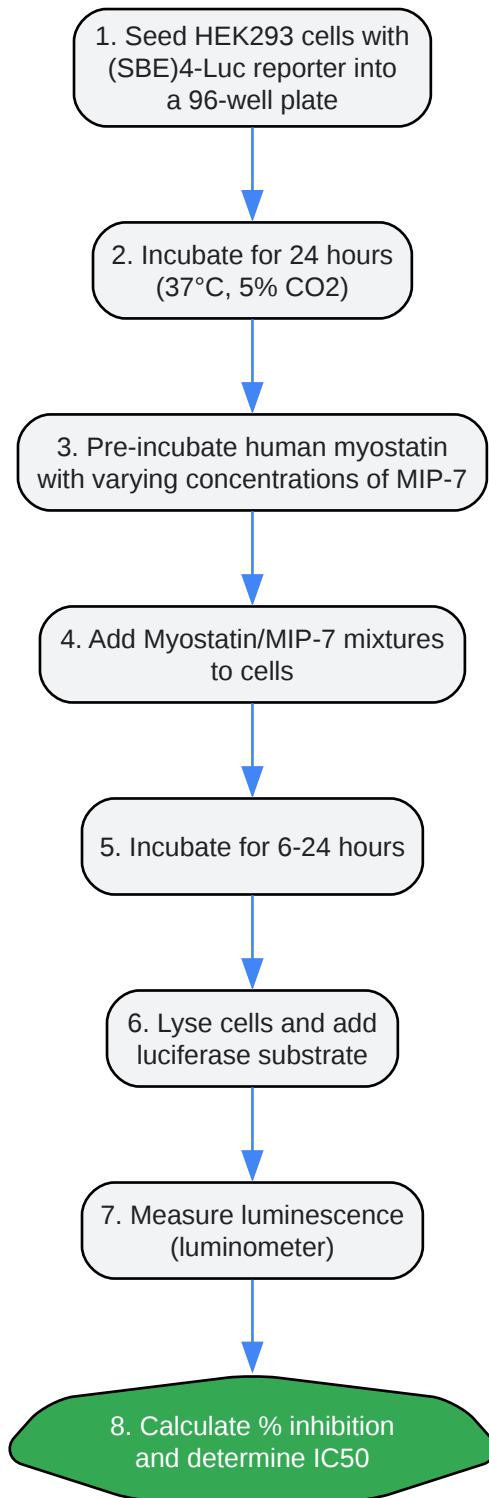 1. Seed HEK293 cells with
(SBE)4-Luc reporter into
a 96-well plate
2. Incubate for 24 hours
(37°C, 5% CO2)
3. Pre-incubate human myostatin
with varying concentrations of MIP-7
4. Add Myostatin/MIP-7 mixtures
to cells
5. Incubate for 6-24 hours
6. Lyse cells and add
luciferase substrate
7. Measure luminescence
(luminometer)
8. Calculate % inhibition
and determine IC50